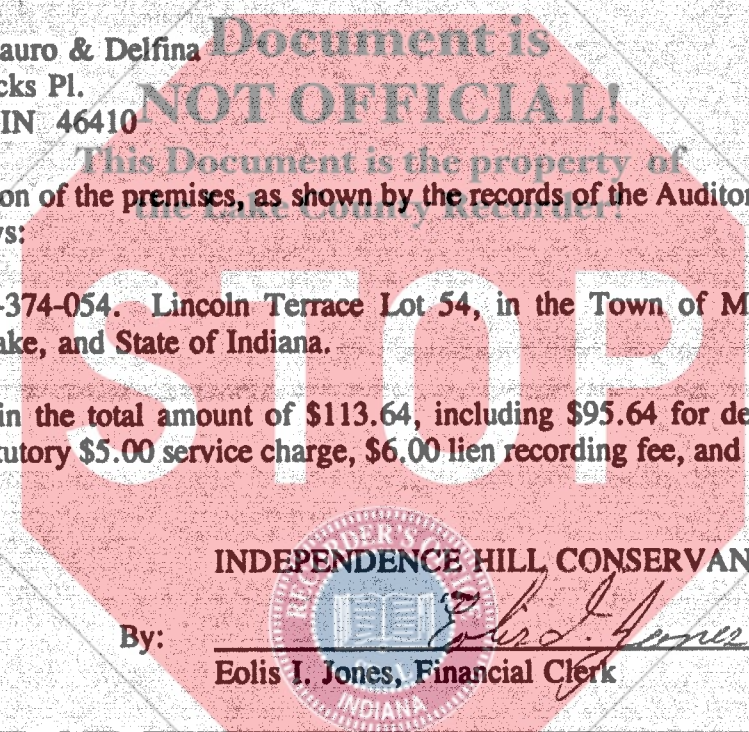 auro & Delfina
cks Pl.
IN 46410
Document is
NOT OFFICIAL!
This Document is the property of
the Lake County Recorder!
on of the premises, as shown by the records of the Auditor
vs:
-374-054. Lincoln Terrace Lot 54, in the Town of M
ake, and State of Indiana.
in the total amount of $113.64, including $95.64 for de
tutory $5.00 service charge, $6.00 lien recording fee, and
STOP
INDEPENDENCE HILL CONSERVAN
By: Eolis I. Jones
Eolis I. Jones, Financial Clerk
RECORDER'S OFFICE
INDIANA